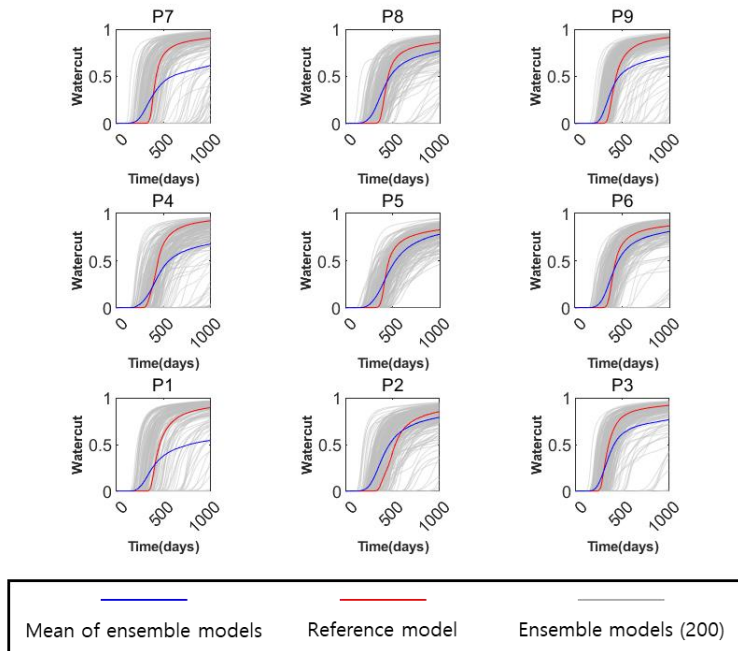 P7
P8
P9
1
0.5
0
Watercut
0
500
1000
Time(days)
1
0.5
0
Watercut
0
500
1000
Time(days)
1
0.5
0
Watercut
0
500
1000
Time(days)
P4
P5
P6
1
0.5
0
Watercut
0
500
1000
Time(days)
1
0.5
0
Watercut
0
500
1000
Time(days)
1
0.5
0
Watercut
0
500
1000
Time(days)
P1
P2
P3
1
0.5
0
Watercut
0
500
1000
Time(days)
1
0.5
0
Watercut
0
500
1000
Time(days)
1
0.5
0
Watercut
0
500
1000
Time(days)
Mean of ensemble models
Reference model
Ensemble models (200)